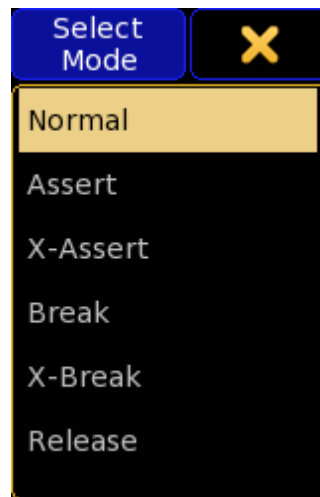 Select
Mode
Normal
Assert
X-Assert
Break
X-Break
Release